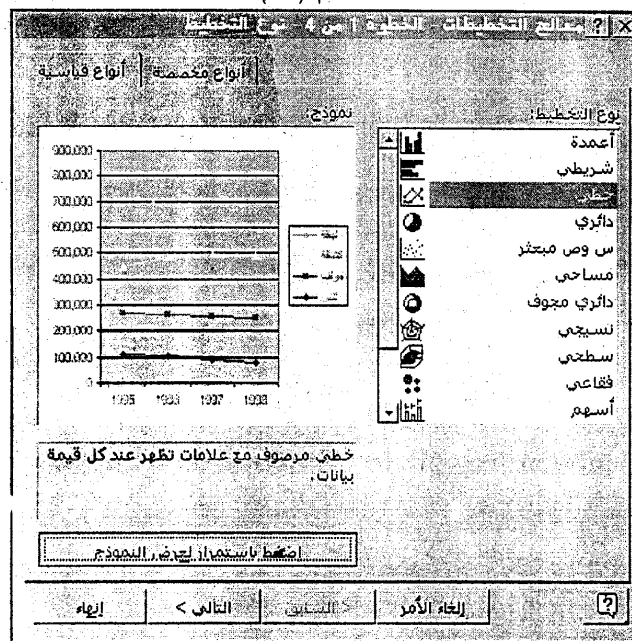 معالج التخطيطات - الخطوة 1 من 4 - نوع التخطيط
أنواع قياسية
أنواع مخصصة
نوع التخطيط:
أعمدة
شريطي
خطي
دائري
س وص مبعثر
مساحي
دائري مجوف
نسيجي
سطحي
فقاعي
أسهم
نموذج:
900,000
800,000
700,000
600,000
500,000
400,000
300,000
200,000
100,000
1995
1997
1998
خطي مرصوف مع علامات تظهر عند كل قيمة
بيانات.
اضغط باستمرار لعرض النموذج
إلغاء الأمر
< السابق
التالي >
إنهاء